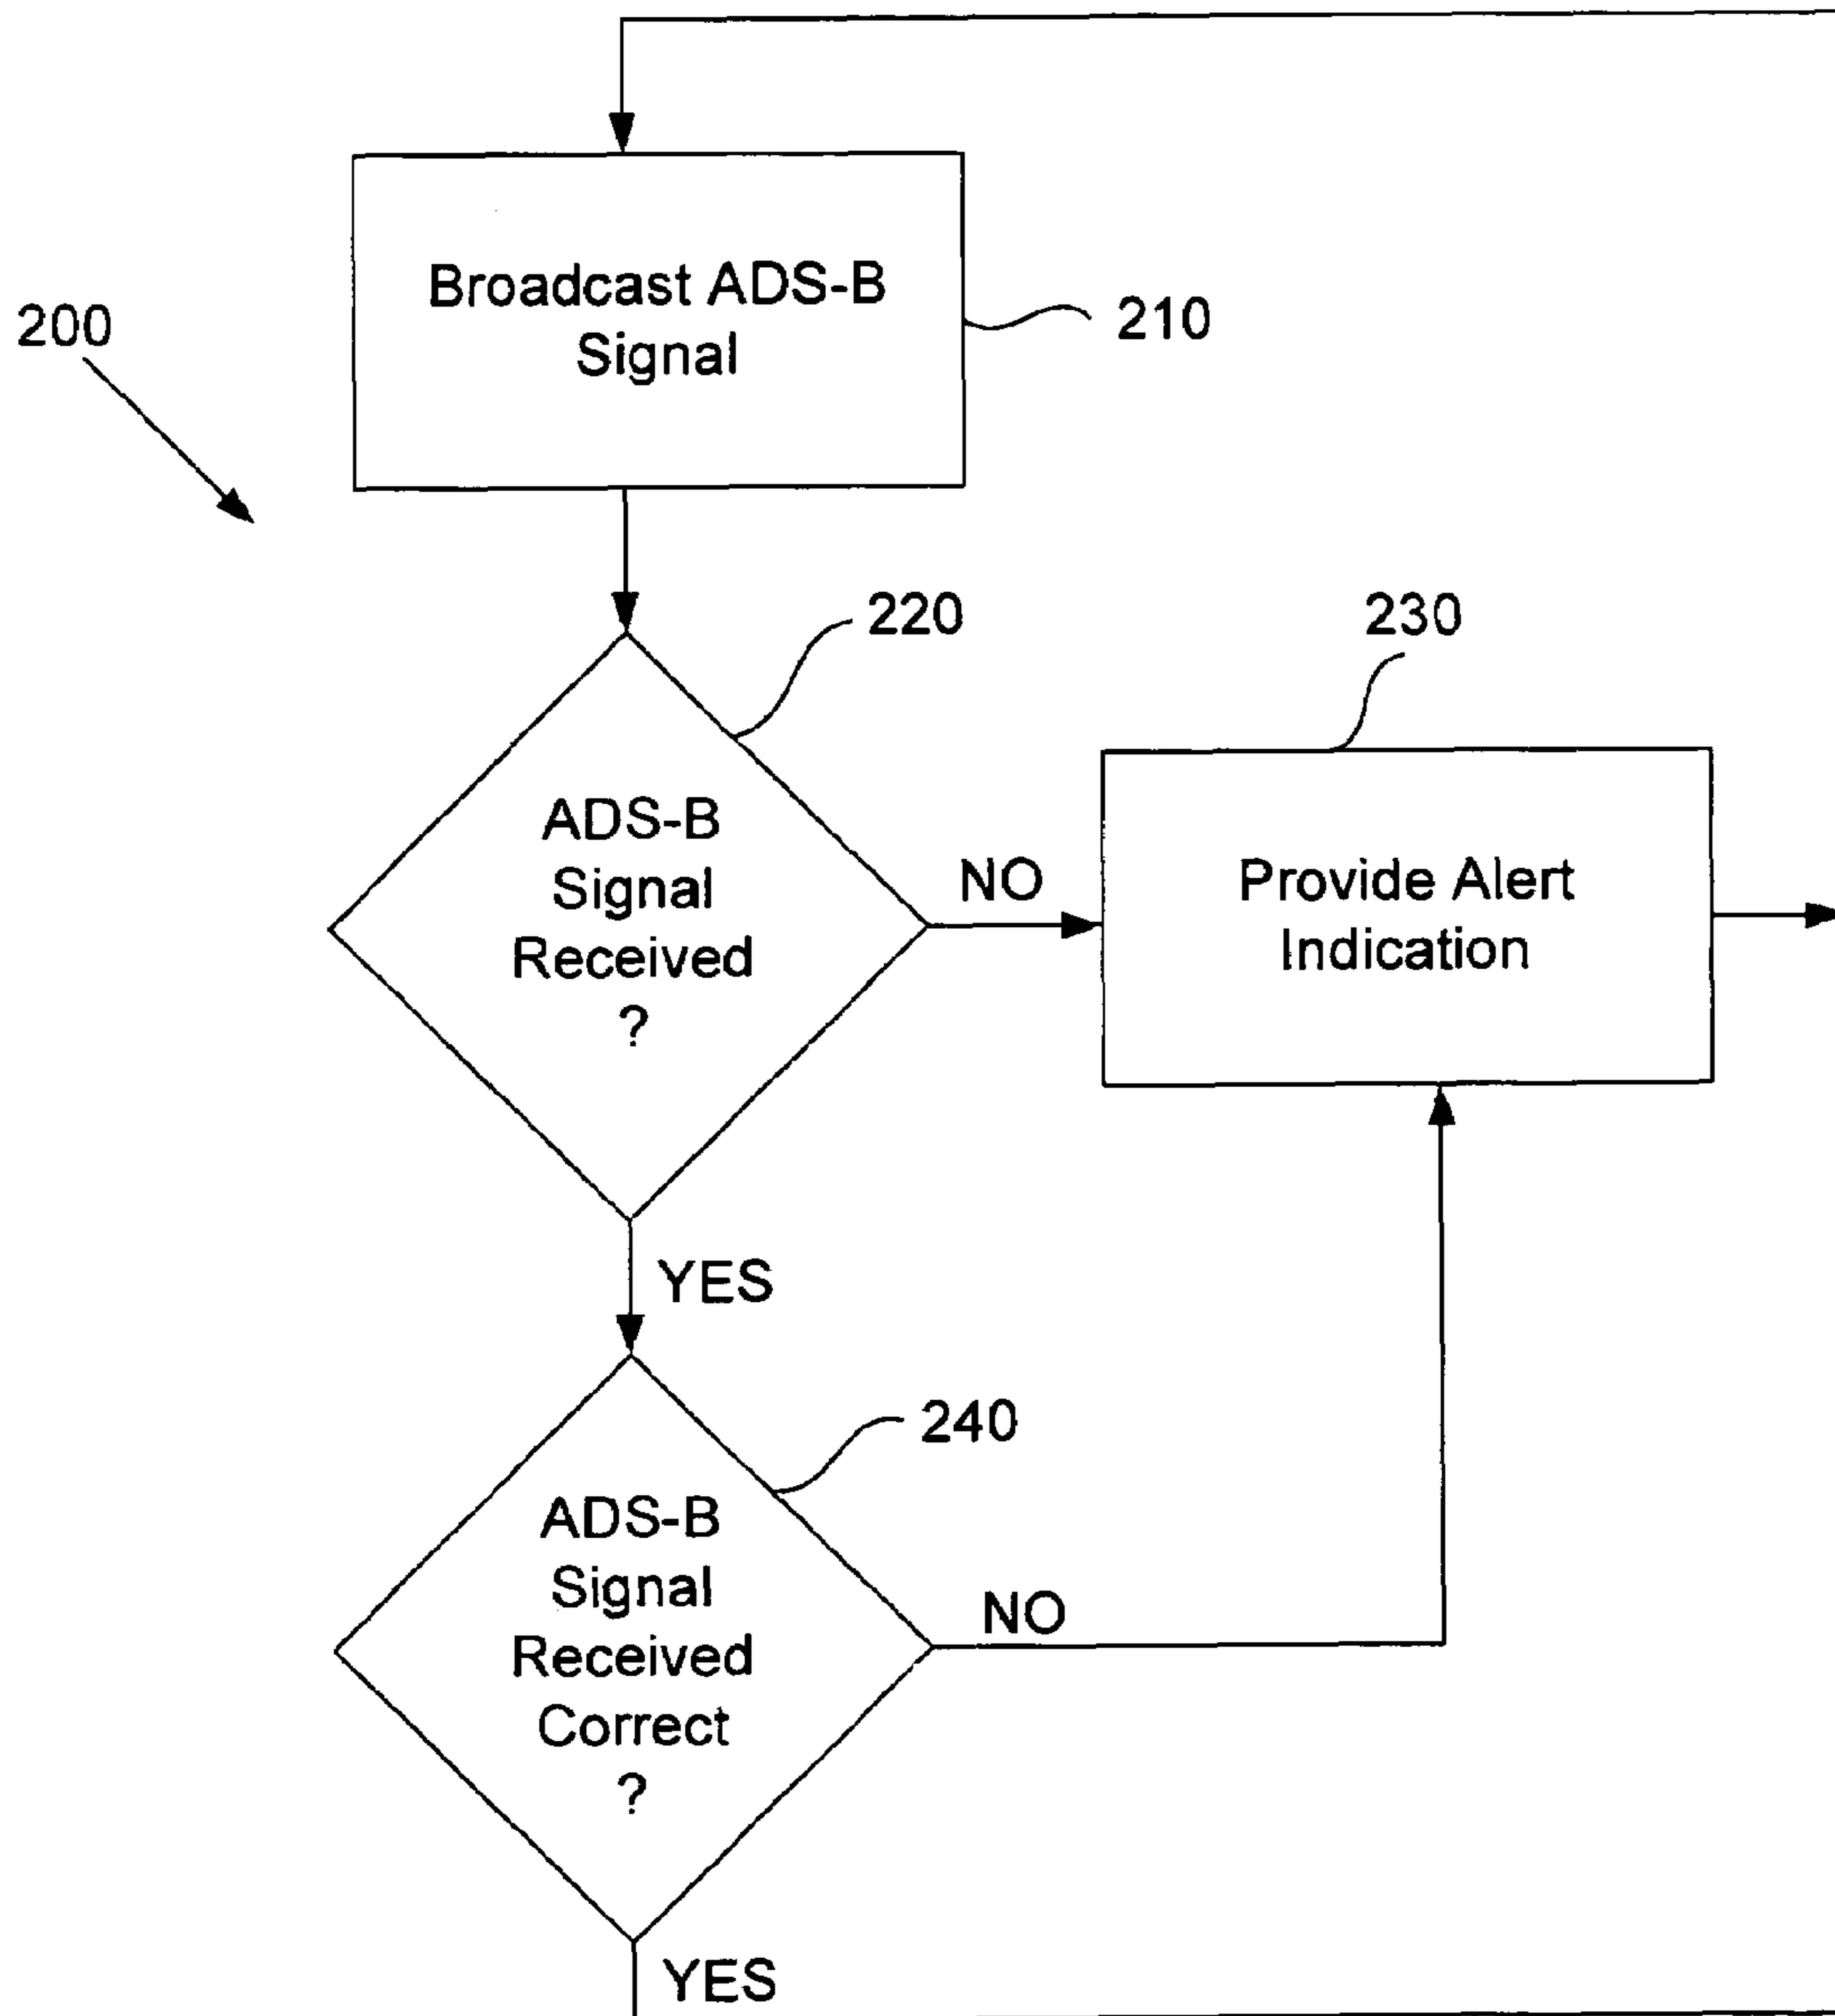 200
Broadcast ADS-B
Signal
210
220
230
ADS-B
Signal
Received
?
NO
Provide Alert
Indication
YES
240
ADS-B
Signal
Received
Correct
?
NO
YES